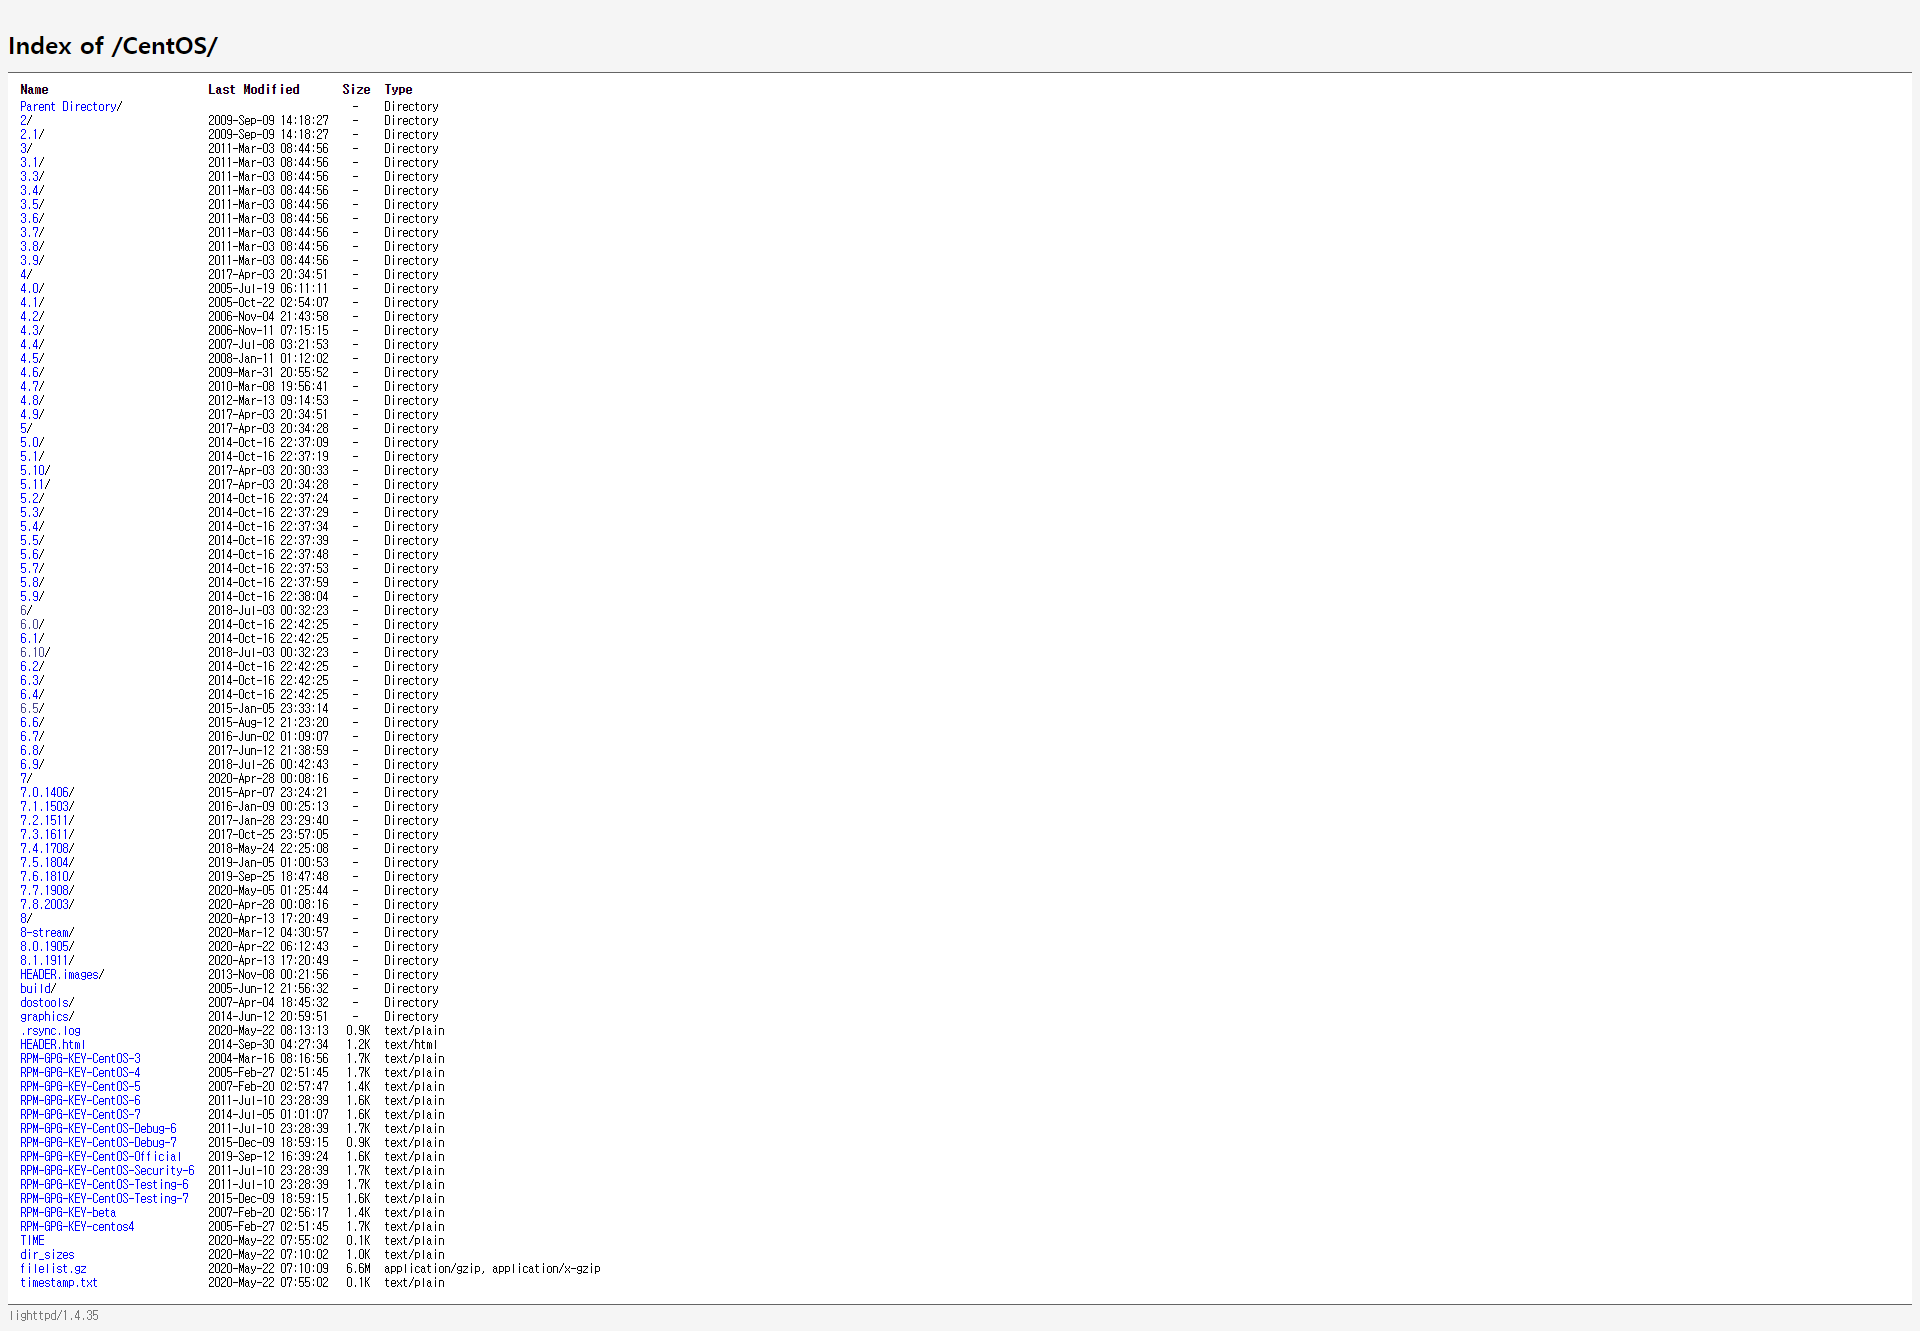 Index of /CentOS/
Name Last Modified Size Type
Parent Directory/ - Directory
2/ 2009-Sep-09 14:18:27 - Directory
2.1/ 2009-Sep-09 14:18:27 - Directory
3/ 2011-Mar-03 08:44:56 - Directory
3.1/ 2011-Mar-03 08:44:56 - Directory
3.3/ 2011-Mar-03 08:44:56 - Directory
3.4/ 2011-Mar-03 08:44:56 - Directory
3.5/ 2011-Mar-03 08:44:56 - Directory
3.6/ 2011-Mar-03 08:44:56 - Directory
3.7/ 2011-Mar-03 08:44:56 - Directory
3.8/ 2011-Mar-03 08:44:56 - Directory
3.9/ 2011-Mar-03 08:44:56 - Directory
4/ 2017-Apr-03 20:34:51 - Directory
4.0/ 2005-Jul-19 06:11:11 - Directory
4.1/ 2005-Oct-22 02:54:07 - Directory
4.2/ 2006-Nov-04 21:43:58 - Directory
4.3/ 2006-Nov-11 07:15:15 - Directory
4.4/ 2007-Jul-08 03:21:53 - Directory
4.5/ 2008-Jan-11 01:12:02 - Directory
4.6/ 2009-Mar-31 20:55:52 - Directory
4.7/ 2010-Mar-08 19:56:41 - Directory
4.8/ 2012-Mar-13 09:14:53 - Directory
4.9/ 2017-Apr-03 20:34:51 - Directory
5/ 2017-Apr-03 20:34:28 - Directory
5.0/ 2014-Oct-16 22:37:09 - Directory
5.1/ 2014-Oct-16 22:37:19 - Directory
5.10/ 2017-Apr-03 20:30:33 - Directory
5.11/ 2017-Apr-03 20:34:28 - Directory
5.2/ 2014-Oct-16 22:37:24 - Directory
5.3/ 2014-Oct-16 22:37:29 - Directory
5.4/ 2014-Oct-16 22:37:34 - Directory
5.5/ 2014-Oct-16 22:37:39 - Directory
5.6/ 2014-Oct-16 22:37:48 - Directory
5.7/ 2014-Oct-16 22:37:53 - Directory
5.8/ 2014-Oct-16 22:37:59 - Directory
5.9/ 2014-Oct-16 22:38:04 - Directory
6/ 2018-Jul-03 00:32:23 - Directory
6.0/ 2014-Oct-16 22:42:25 - Directory
6.1/ 2014-Oct-16 22:42:25 - Directory
6.10/ 2018-Jul-03 00:32:23 - Directory
6.2/ 2014-Oct-16 22:42:25 - Directory
6.3/ 2014-Oct-16 22:42:25 - Directory
6.4/ 2014-Oct-16 22:42:25 - Directory
6.5/ 2015-Jan-05 23:33:14 - Directory
6.6/ 2015-Aug-12 21:23:20 - Directory
6.7/ 2016-Jun-02 01:09:07 - Directory
6.8/ 2017-Jun-12 21:38:59 - Directory
6.9/ 2018-Jul-26 00:42:43 - Directory
7/ 2020-Apr-28 00:08:16 - Directory
7.0.1406/ 2015-Apr-07 23:24:21 - Directory
7.1.1503/ 2016-Jan-09 00:25:13 - Directory
7.2.1511/ 2017-Jan-28 23:29:40 - Directory
7.3.1611/ 2017-Oct-25 23:57:05 - Directory
7.4.1708/ 2018-May-24 22:25:08 - Directory
7.5.1804/ 2019-Jan-05 01:00:53 - Directory
7.6.1810/ 2019-Sep-25 18:47:48 - Directory
7.7.1908/ 2020-May-05 01:25:44 - Directory
7.8.2003/ 2020-Apr-28 00:08:16 - Directory
8/ 2020-Apr-13 17:20:49 - Directory
8-stream/ 2020-Mar-12 04:30:57 - Directory
8.0.1905/ 2020-Apr-22 06:12:43 - Directory
8.1.1911/ 2020-Apr-13 17:20:49 - Directory
HEADER.images/ 2013-Nov-08 00:21:56 - Directory
build/ 2005-Jun-12 21:56:32 - Directory
dostools/ 2007-Apr-04 18:45:32 - Directory
graphics/ 2014-Jun-12 20:59:51 - Directory
.rsync.log 2020-May-22 08:13:13 0.9K text/plain
HEADER.html 2014-Sep-30 04:27:34 1.2K text/html
RPM-GPG-KEY-CentOS-3 2004-Mar-16 08:16:56 1.7K text/plain
RPM-GPG-KEY-CentOS-4 2005-Feb-27 02:51:45 1.7K text/plain
RPM-GPG-KEY-CentOS-5 2007-Feb-20 02:57:47 1.4K text/plain
RPM-GPG-KEY-CentOS-6 2011-Jul-10 23:28:39 1.6K text/plain
RPM-GPG-KEY-CentOS-7 2014-Jul-05 01:01:07 1.6K text/plain
RPM-GPG-KEY-CentOS-Debug-6 2011-Jul-10 23:28:39 1.7K text/plain
RPM-GPG-KEY-CentOS-Debug-7 2015-Dec-09 18:59:15 0.9K text/plain
RPM-GPG-KEY-CentOS-Official 2019-Sep-12 16:39:24 1.6K text/plain
RPM-GPG-KEY-CentOS-Security-6 2011-Jul-10 23:28:39 1.7K text/plain
RPM-GPG-KEY-CentOS-Testing-6 2011-Jul-10 23:28:39 1.7K text/plain
RPM-GPG-KEY-CentOS-Testing-7 2015-Dec-09 18:59:15 1.6K text/plain
RPM-GPG-KEY-beta 2007-Feb-20 02:56:17 1.4K text/plain
RPM-GPG-KEY-centos4 2005-Feb-27 02:51:45 1.7K text/plain
TIME 2020-May-22 07:55:02 0.1K text/plain
dir_sizes 2020-May-22 07:10:02 1.0K text/plain
filelist.gz 2020-May-22 07:10:09 6.6M application/gzip, application/x-gzip
timestamp.txt 2020-May-22 07:55:02 0.1K text/plain
lighttpd/1.4.35